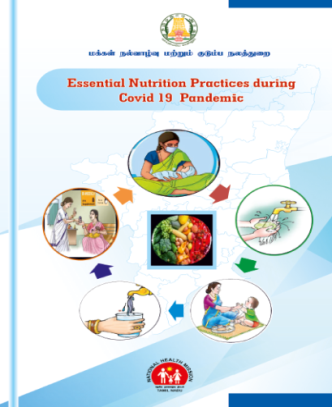 மக்கள் நல்வாழ்வு மற்றும் குடும்ப நலத்துறை
Essential Nutrition Practices during
Covid 19 Pandemic
NATIONAL HEALTH MISSION